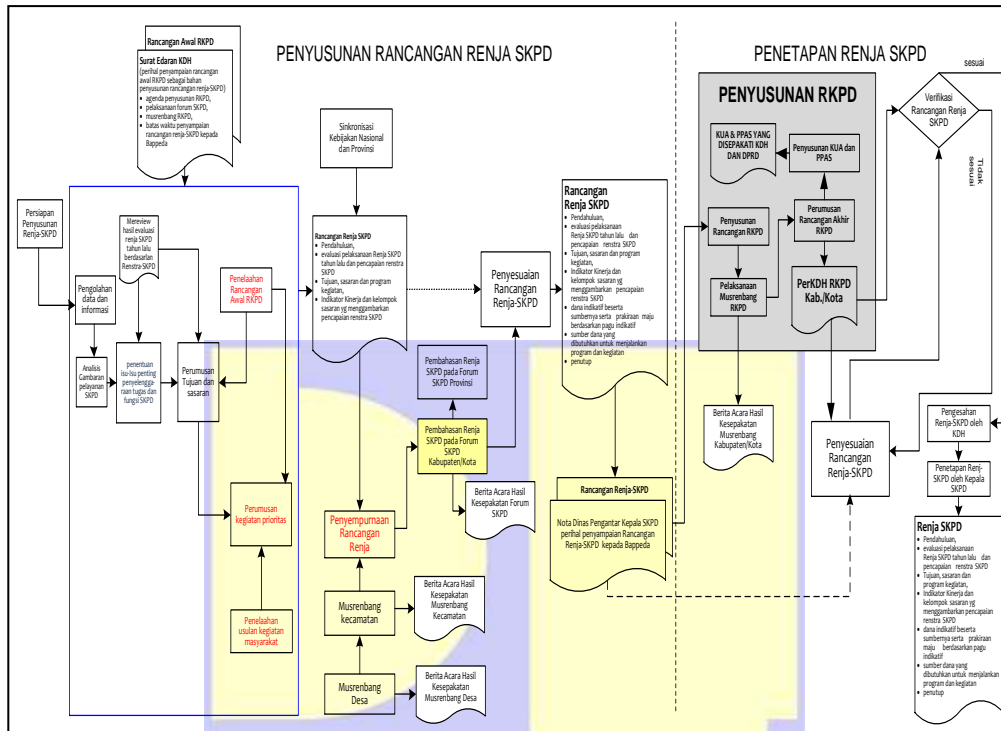 PENYUSUNAN RANCANGAN RENJA SKPD
PENETAPAN RENJA SKPD
Rancangan Awal RKPD
Surat Edaran KDH
(perihal penyampaian rancangan
awal RKPD sebagai bahan
penyusunan rancangan renja-SKPD)
• agenda penyusunan RKPD,
• pelaksanaan forum SKPD,
• musrenbang RKPD,
• batas waktu penyampaian
rancangan renja-SKPD kepada
Bappeda
Persiapan
Penyusunan
Renja-SKPD
Pengolahan
data dan
informasi
Analisis
Gambaran
pelayanan
SKPD
Mereview
hasil evaluasi
renja SKPD
tahun lalu
berdasarlan
Renstra-SKPD
penentuan
isu-Isu penting
penyelengga-
raan tugas dan
fungsi SKPD
Perumusan
Tujuan dan
sasaran
Penelaahan
Rancangan
Awal RKPD
Perumusan
kegiatan prioritas
Penelaahan
usulan kegiatan
masyarakat
Sinkronisasi
Kebijakan Nasional
dan Provinsi
Rancangan Renja SKPD
• Pendahuluan,
• evaluasi pelaksanaan Renja SKPD
tahun lalu dan pencapaian renstra
SKPD
• Tujuan, sasaran dan program
kegiatan,
• Indikator Kinerja dan kelompok
sasaran yg menggambarkan
pencapaian renstra SKPD
Penyempurnaan
Rancangan
Renja
Musrenbang
kecamatan
Musrenbang
Desa
Berita Acara Hasil
Kesepakatan
Musrenbang
Kecamatan
Berita Acara Hasil
Kesepakatan
Musrenbang Desa
Pembahasan Renja
SKPD pada Forum
SKPD Provinsi
Pembahasan Renja
SKPD pada Forum
SKPD
Kabupaten/Kota
Berita Acara Hasil
Kesepakatan Forum
SKPD
Penyesuaian
Rancangan
Renja-SKPD
Rancangan
Renja SKPD
• Pendahuluan,
• evaluasi pelaksanaan
Renja SKPD tahun lalu dan
pencapaian renstra SKPD
• Tujuan, sasaran dan program
kegiatan,
• Indikator Kinerja dan
kelompok sasaran yg
menggambarkan pencapaian
renstra SKPD
• dana indikatif beserta
sumbernya serta prakiraan maju
berdasarkan pagu indikatif
• sumber dana yang
dibutuhkan untuk menjalankan
program dan kegiatan
• penutup
Rancangan Renja-SKPD
Nota Dinas Pengantar Kepala SKPD
perihal penyampaian Rancangan
Renja-SKPD kepada Bappeda
PENYUSUNAN RKPD
KUA & PPAS YANG
DISEPAKATI KDH
DAN DPRD
Penyusunan KUA dan
PPAS
Penyusunan
Rancangan RKPD
Perumusan
Rancangan Akhir
RKPD
Pelaksanaan
Musrenbang
RKPD
PerKDH RKPD
Kab./Kota
Berita Acara Hasil
Kesepakatan
Musrenbang
Kabupaten/Kota
Penyesuaian
Rancangan
Renja-SKPD
sesuai
Verifikasi
Rancangan Renja
SKPD
Tidak
sesuai
Pengesahan
Renja-SKPD oleh
KDH
Penetapan Renj-
SKPD oleh Kepala
SKPD
Renja SKPD
• Pendahuluan,
• evaluasi pelaksanaan
Renja SKPD tahun lalu dan
pencapaian renstra SKPD
• Tujuan, sasaran dan
program kegiatan,
• Indikator Kinerja dan
kelompok sasaran yg
menggambarkan pencapaian
renstra SKPD
• dana indikatif beserta
sumbernya serta prakiraan
maju berdasarkan pagu
indikatif
• sumber dana yang
dibutuhkan untuk menjalankan
program dan kegiatan
• penutup